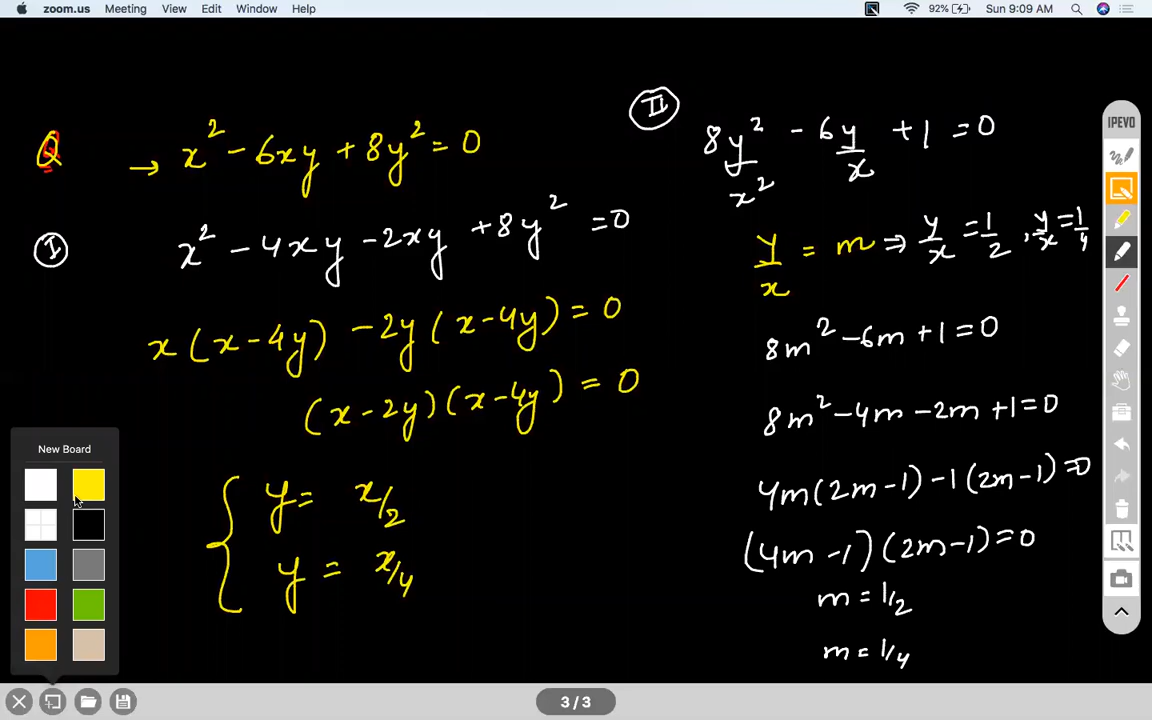 zoom.us Meeting View Edit Window Help 92% Sun 9:09 AM
Q → x² - 6xy + 8y² = 0
I x² - 4xy - 2xy + 8y² = 0
x(x - 4y) - 2y(x - 4y) = 0
(x - 2y)(x - 4y) = 0
{ y = x/2
y = x/4
II 8y²/x² - 6y/x + 1 = 0
y/x = m ⇒ y/x = 1/2, y/x = 1/4
8m² - 6m + 1 = 0
8m² - 4m - 2m + 1 = 0
4m(2m - 1) - 1(2m - 1) = 0
(4m - 1)(2m - 1) = 0
m = 1/2
m = 1/4
IPEVO
New Board
3 / 3